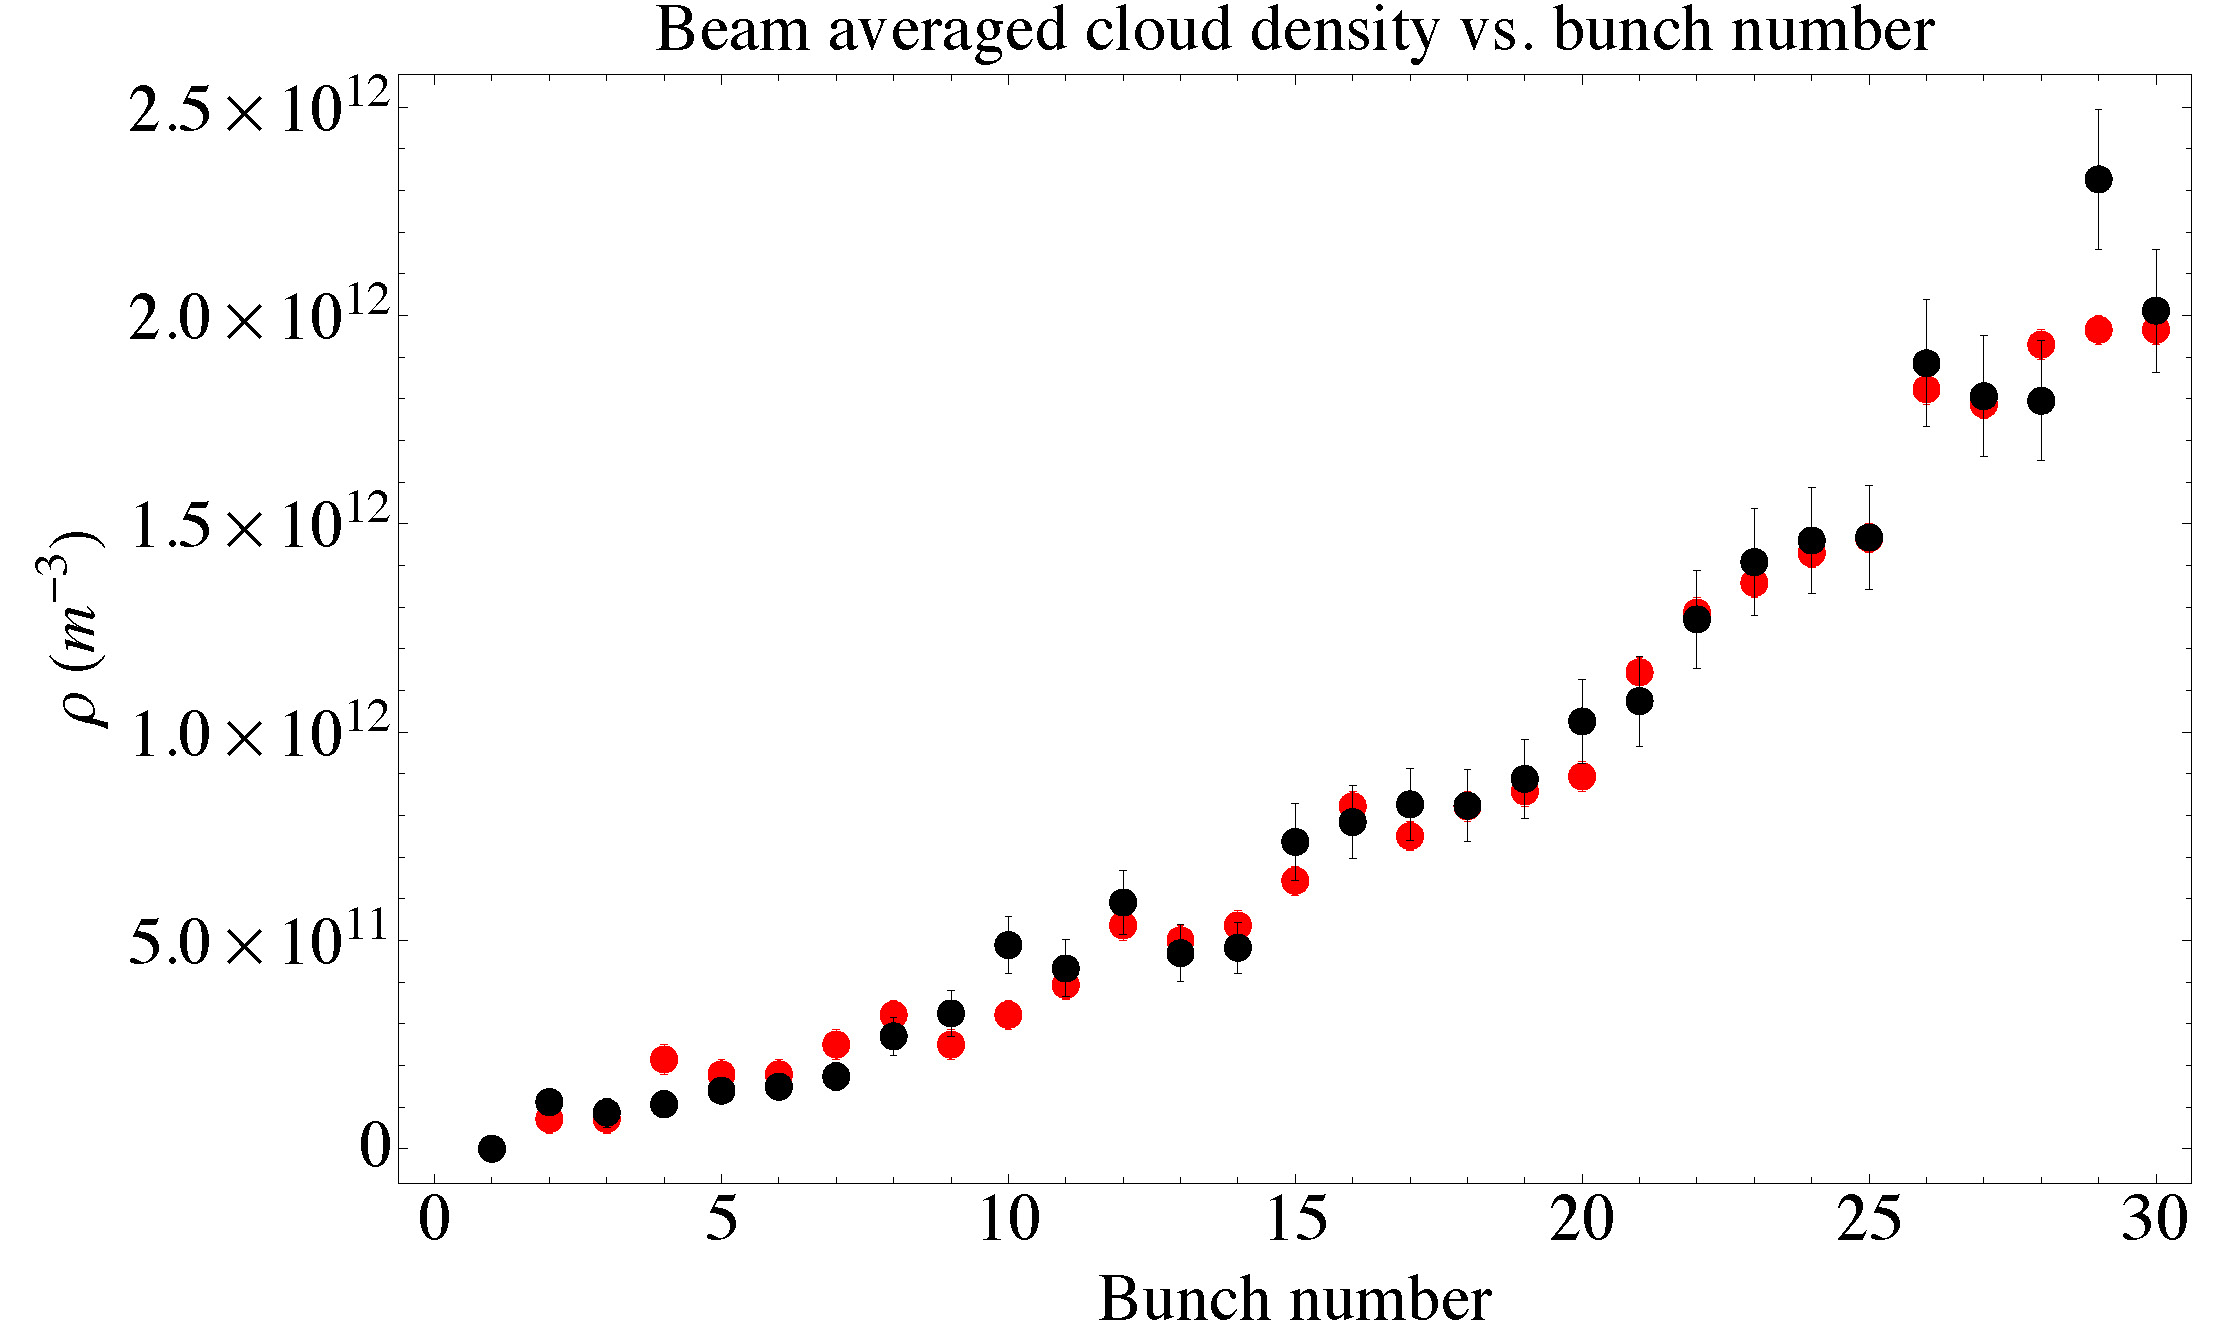 Beam averaged cloud density vs. bunch number
2.5×10¹²
2.0×10¹²
1.5×10¹²
1.0×10¹²
5.0×10¹¹
0
ρ (m⁻³)
0 5 10 15 20 25 30
Bunch number